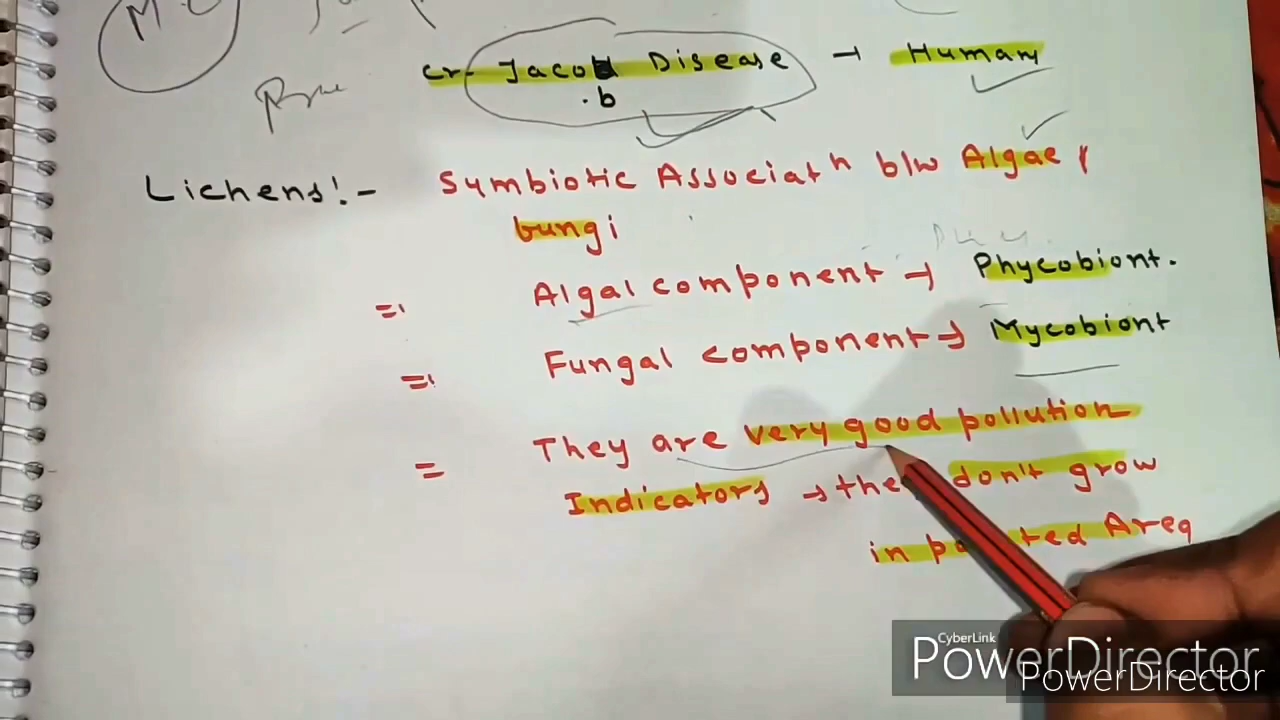 M.C
Cr- Jacob Disease → Human
.b
Lichens:- Symbiotic Associatn b/w Algae &
fungi
=' Algal component → Phycobiont.
=' Fungal component → Mycobiont
= They are very good pollution
Indicators → they don't grow
in polluted Area
CyberLink
PowerDirector
PowerDirector